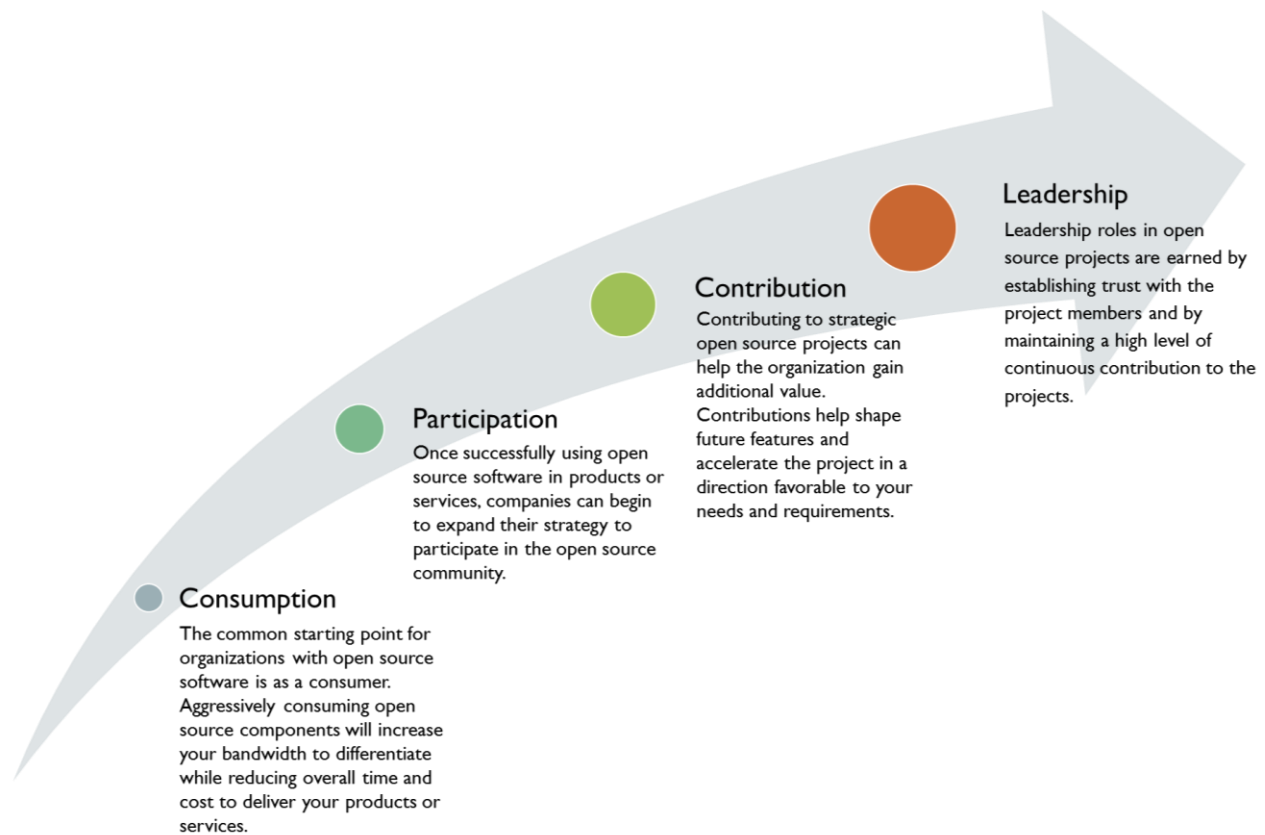 Leadership
Leadership roles in open
source projects are earned by
establishing trust with the
project members and by
maintaining a high level of
continuous contribution to the
projects.
Contribution
Contributing to strategic
open source projects can
help the organization gain
additional value.
Contributions help shape
future features and
accelerate the project in a
direction favorable to your
needs and requirements.
Participation
Once successfully using open
source software in products or
services, companies can begin
to expand their strategy to
participate in the open source
community.
Consumption
The common starting point for
organizations with open source
software is as a consumer.
Aggressively consuming open
source components will increase
your bandwidth to differentiate
while reducing overall time and
cost to deliver your products or
services.